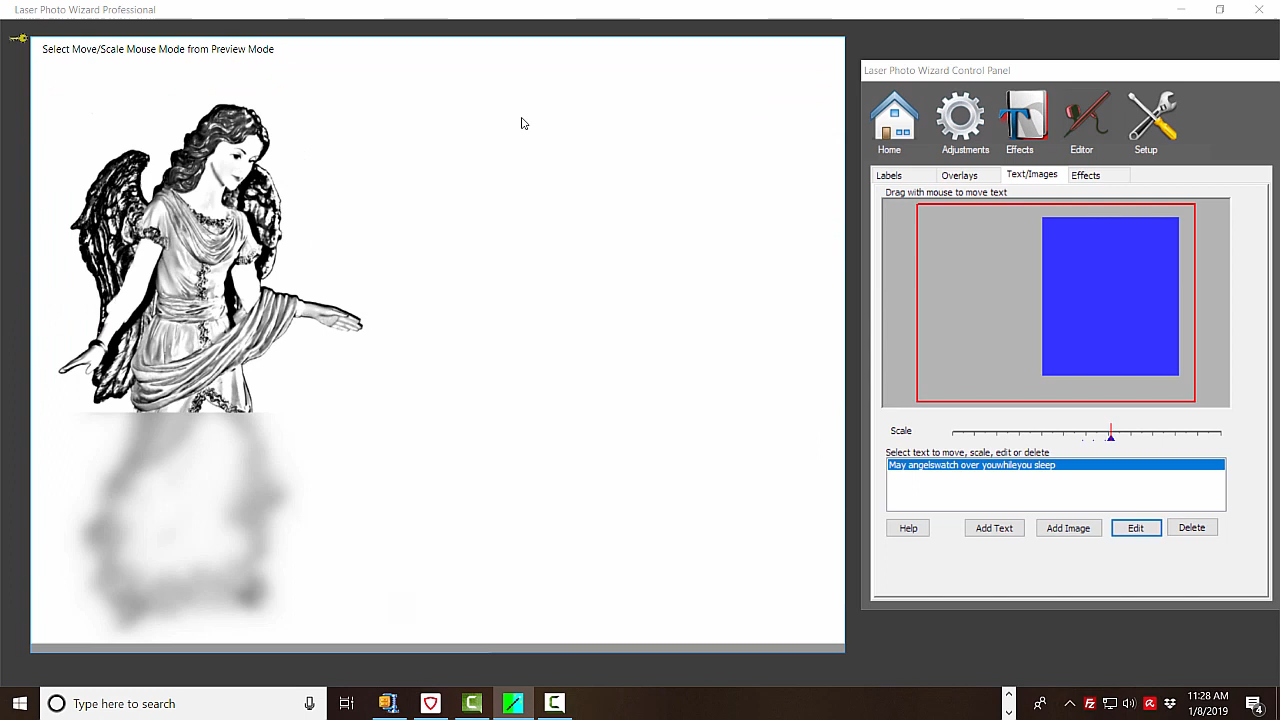 Laser Photo Wizard Professional
Select Move/Scale Mouse Mode from Preview Mode
Laser Photo Wizard Control Panel
Home
Adjustments
Effects
Editor
Setup
Labels
Overlays
Text/Images
Effects
Drag with mouse to move text
Scale
Select text to move, scale, edit or delete
May angelswatch over youwhileyou sleep
Help
Add Text
Add Image
Edit
Delete
Type here to search
11:28 AM
1/8/2019
4